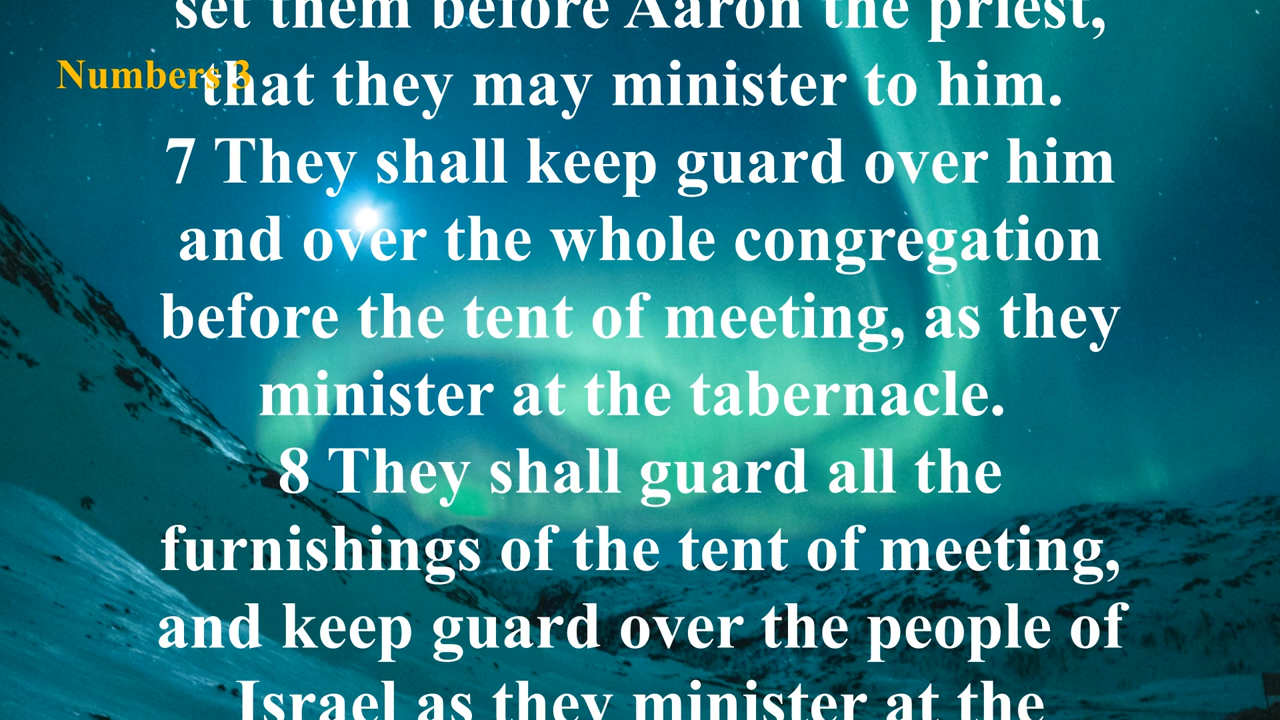 set them before Aaron the priest,
Numbers 3
that they may minister to him.
7 They shall keep guard over him
and over the whole congregation
before the tent of meeting, as they
minister at the tabernacle.
8 They shall guard all the
furnishings of the tent of meeting,
and keep guard over the people of
Israel as they minister at the